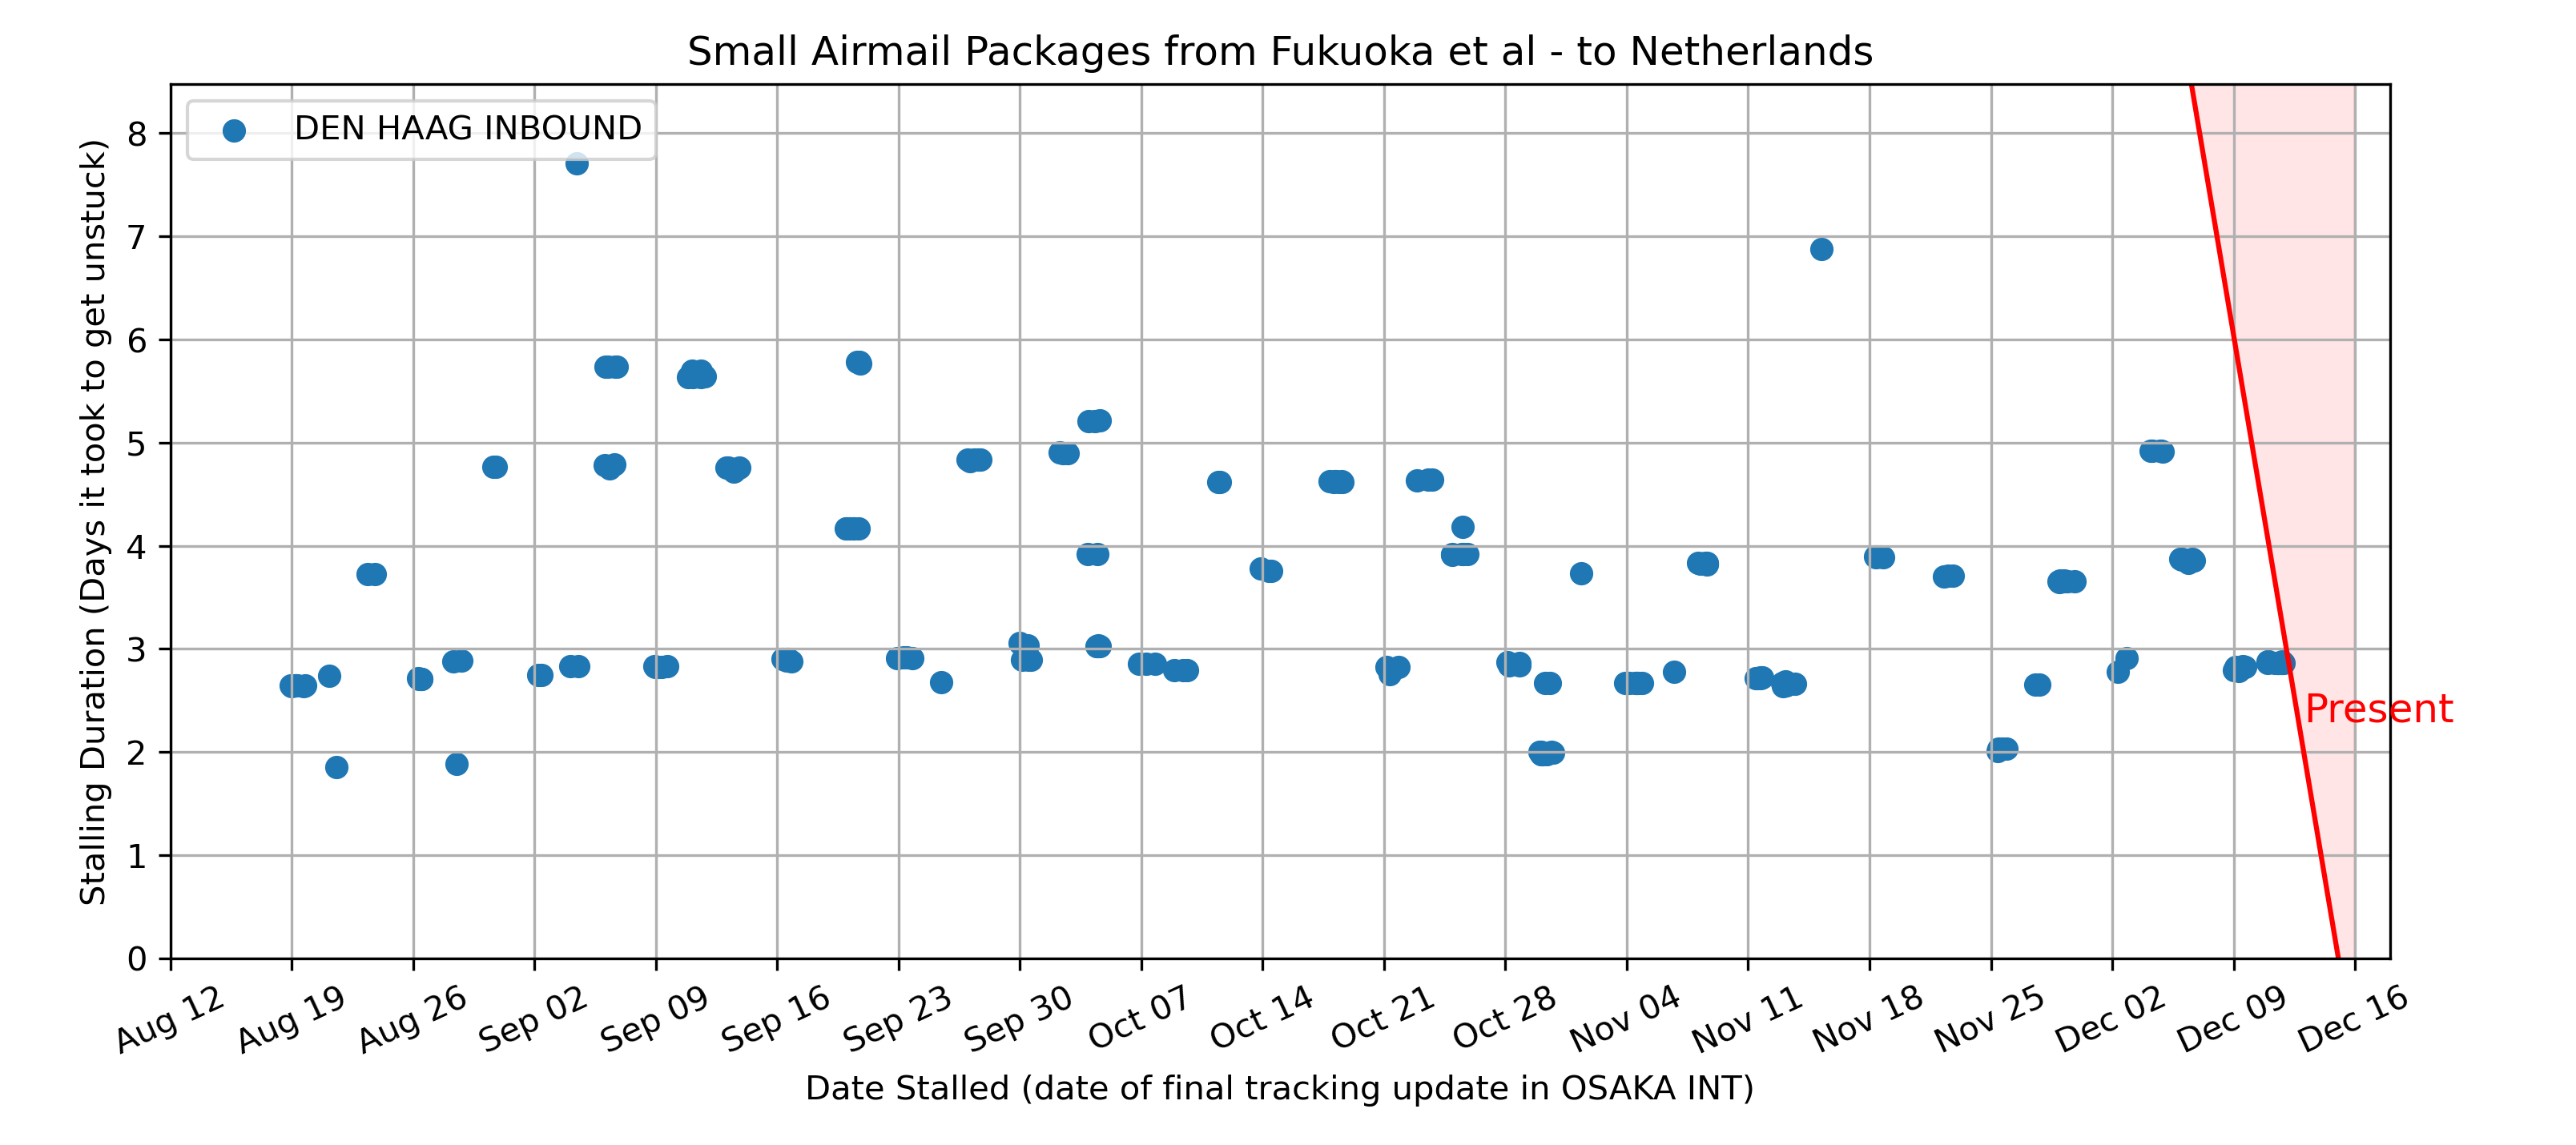 Small Airmail Packages from Fukuoka et al - to Netherlands
DEN HAAG INBOUND
Stalling Duration (Days it took to get unstuck)
8
7
6
5
4
3
2
1
0
Present
Aug 12
Aug 19
Aug 26
Sep 02
Sep 09
Sep 16
Sep 23
Sep 30
Oct 07
Oct 14
Oct 21
Oct 28
Nov 04
Nov 11
Nov 18
Nov 25
Dec 02
Dec 09
Dec 16
Date Stalled (date of final tracking update in OSAKA INT)